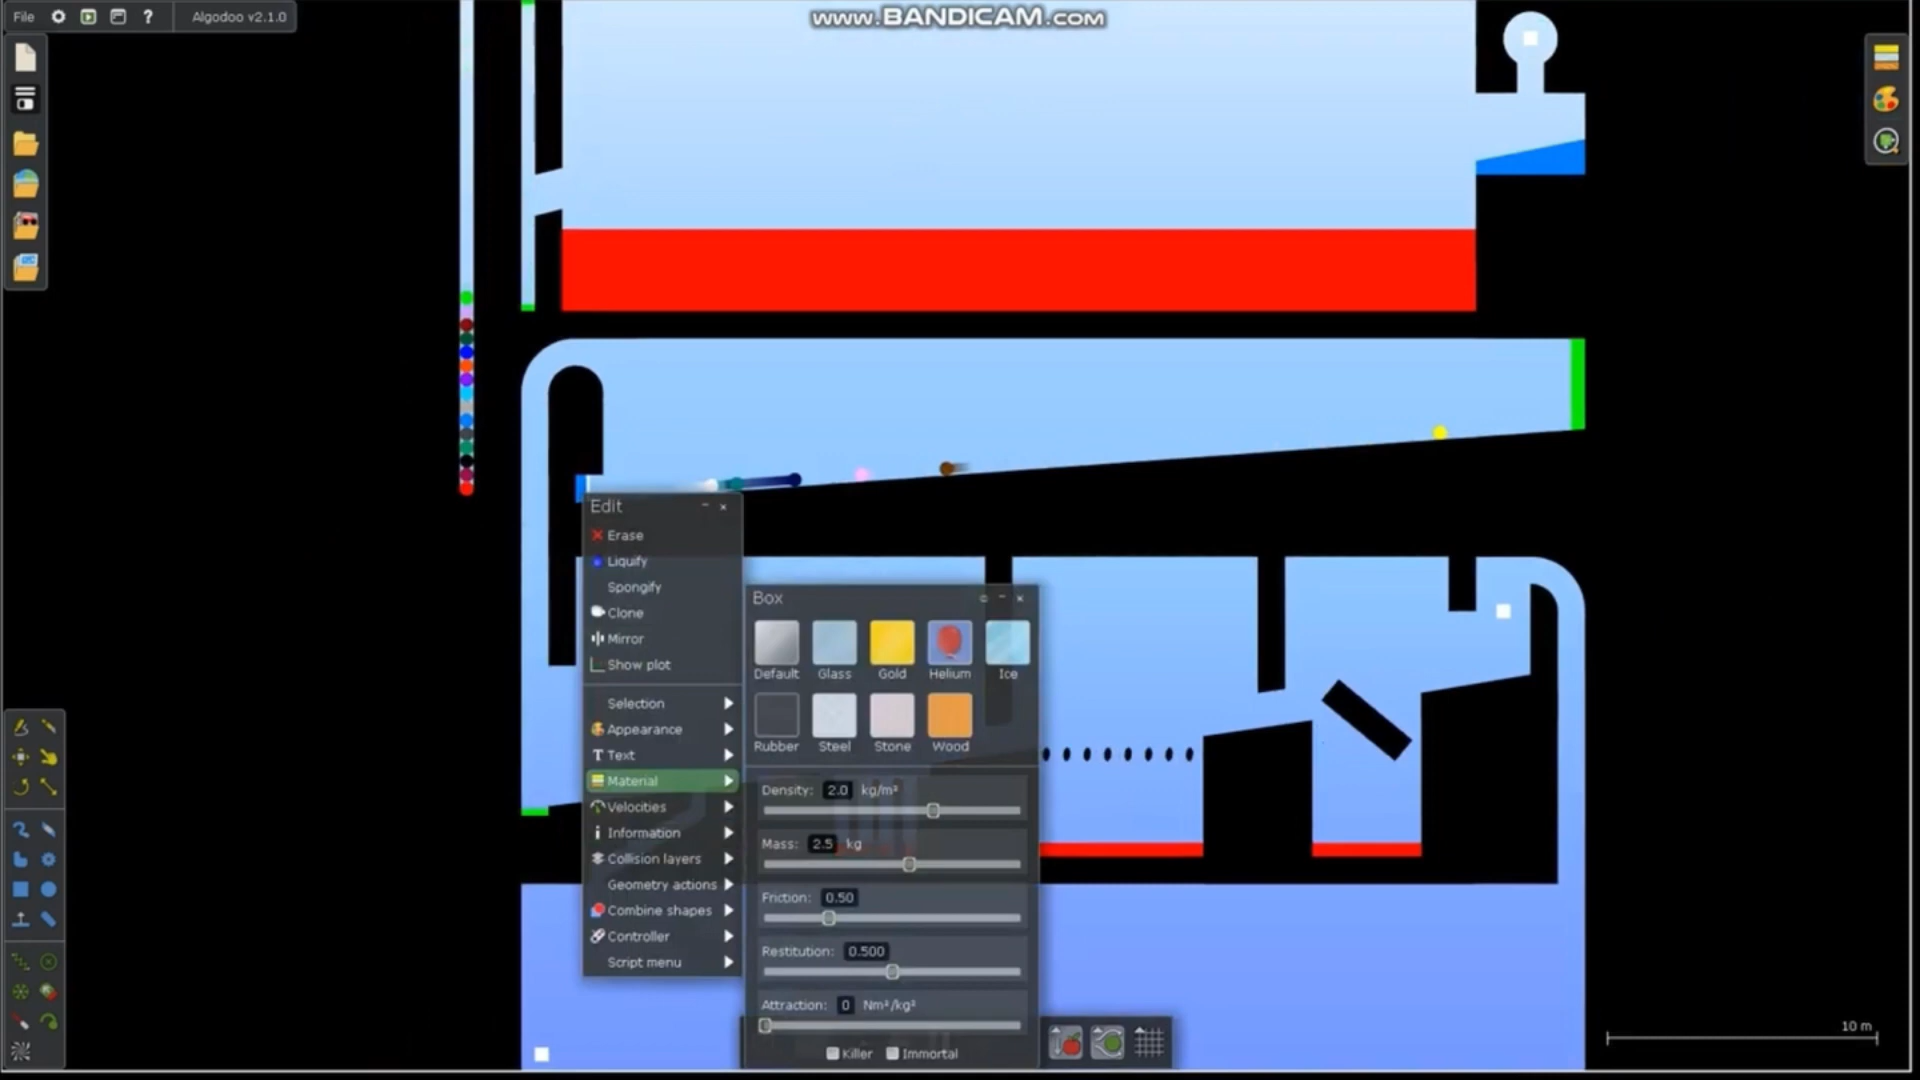 File
?
Algodoo v2.1.0
www.BANDICAM.com
Edit
Erase
Liquify
Spongify
Clone
Mirror
Show plot
Selection
Appearance
Text
Material
Velocities
Information
Collision layers
Geometry actions
Combine shapes
Controller
Script menu
Box
Default Glass Gold Helium Ice
Rubber Steel Stone Wood
Density: 2.0 kg/m²
Mass: 2.5 kg
Friction: 0.50
Restitution: 0.500
Attraction: 0 Nm²/kg²
Killer Immortal
10 m